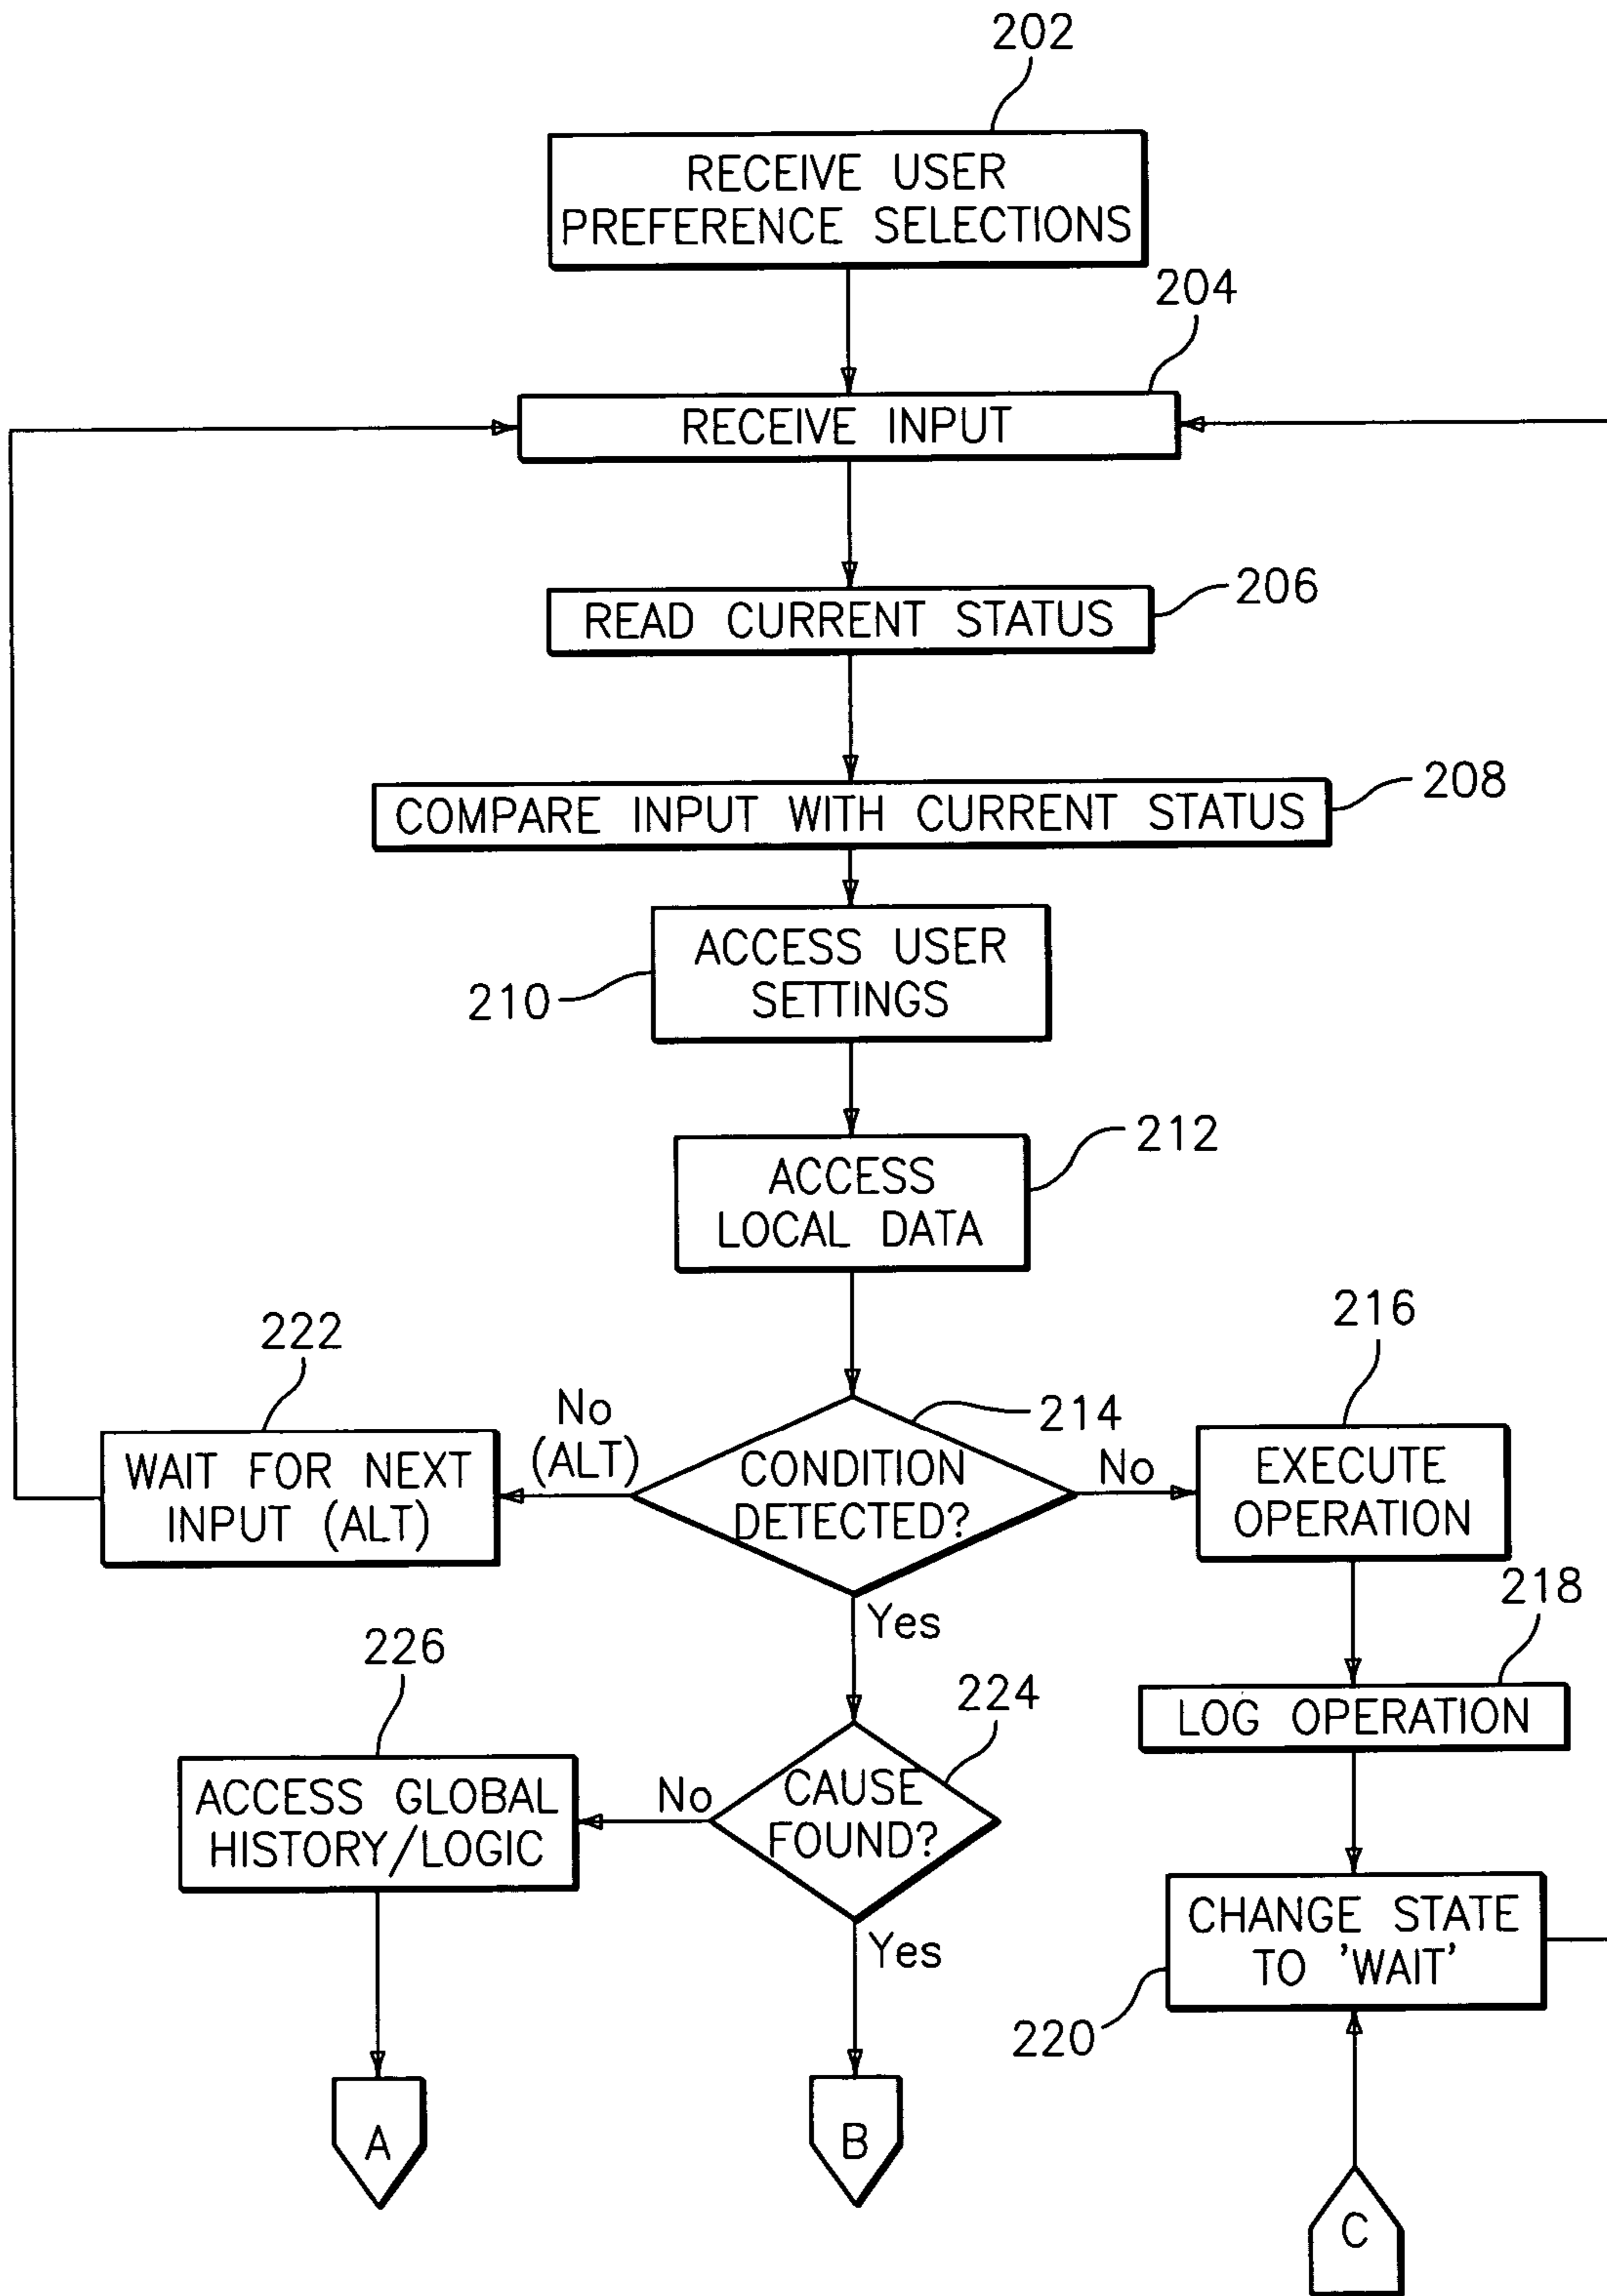 202
RECEIVE USER
PREFERENCE SELECTIONS
204
RECEIVE INPUT
206
READ CURRENT STATUS
208
COMPARE INPUT WITH CURRENT STATUS
ACCESS USER
SETTINGS
210
212
ACCESS
LOCAL DATA
222
216
No
(ALT)
214
WAIT FOR NEXT
INPUT (ALT)
CONDITION
DETECTED?
No
EXECUTE
OPERATION
218
Yes
226
224
LOG OPERATION
ACCESS GLOBAL
HISTORY/LOGIC
No
CAUSE
FOUND?
CHANGE STATE
TO 'WAIT'
Yes
220
A
B
C